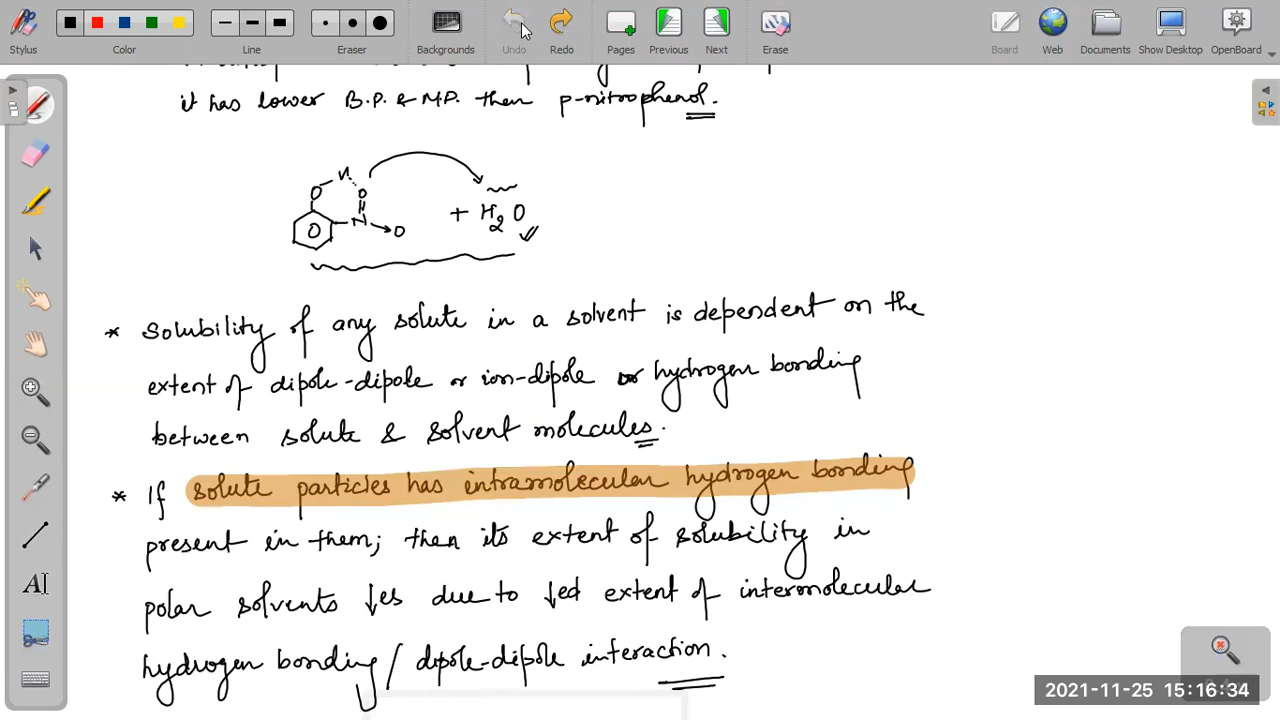 Stylus Color Line Eraser Backgrounds Undo Redo Pages Previous Next Erase Board Web Documents Show Desktop OpenBoard
it has lower B.P. & M.P. then p-nitrophenol.
H
O O
N → O + H2O
* Solubility of any solute in a solvent is dependent on the
extent of dipole-dipole or ion-dipole or hydrogen bonding
between solute & solvent molecules.
* If solute particles has intramolecular hydrogen bonding
present in them; then its extent of solubility in
polar solvents ↓es due to ↓ed extent of intermolecular
hydrogen bonding / dipole-dipole interaction.
2021-11-25 15:16:34